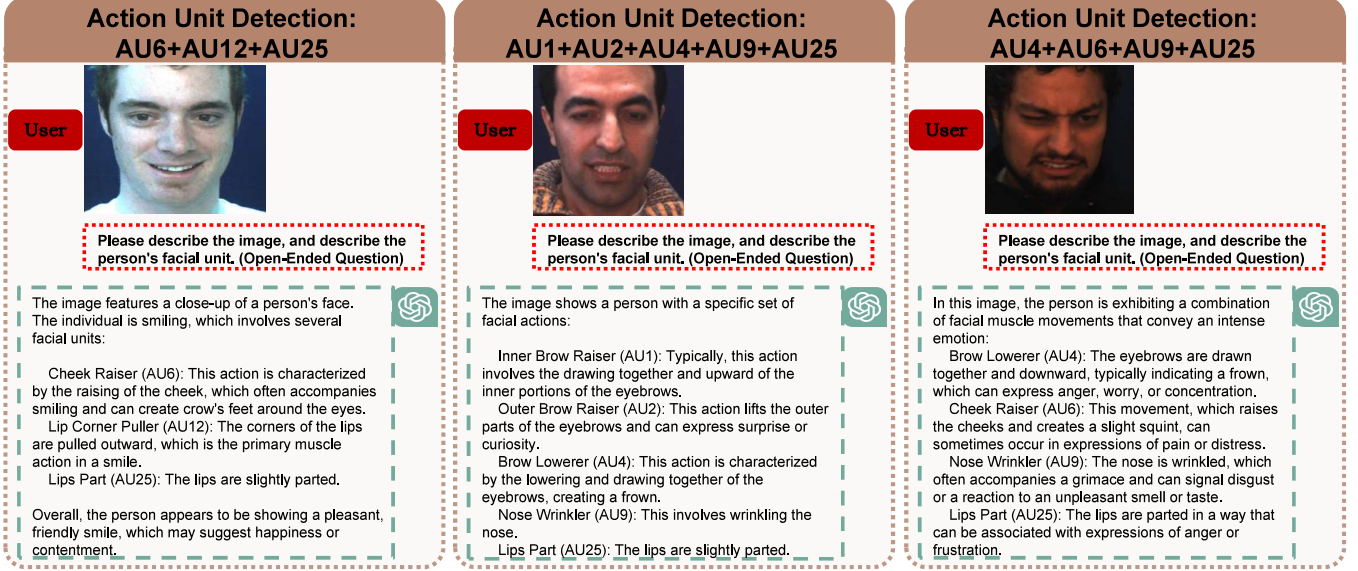 Action Unit Detection:
AU6+AU12+AU25
User
Please describe the image, and describe the
person's facial unit. (Open-Ended Question)
The image features a close-up of a person's face.
The individual is smiling, which involves several
facial units:
Cheek Raiser (AU6): This action is characterized
by the raising of the cheek, which often accompanies
smiling and can create crow's feet around the eyes.
Lip Corner Puller (AU12): The corners of the lips
are pulled outward, which is the primary muscle
action in a smile.
Lips Part (AU25): The lips are slightly parted.
Overall, the person appears to be showing a pleasant,
friendly smile, which may suggest happiness or
contentment.
Action Unit Detection:
AU1+AU2+AU4+AU9+AU25
User
Please describe the image, and describe the
person's facial unit. (Open-Ended Question)
The image shows a person with a specific set of
facial actions:
Inner Brow Raiser (AU1): Typically, this action
involves the drawing together and upward of the
inner portions of the eyebrows.
Outer Brow Raiser (AU2): This action lifts the outer
parts of the eyebrows and can express surprise or
curiosity.
Brow Lowerer (AU4): This action is characterized
by the lowering and drawing together of the
eyebrows, creating a frown.
Nose Wrinkler (AU9): This involves wrinkling the
nose.
Lips Part (AU25): The lips are slightly parted.
Action Unit Detection:
AU4+AU6+AU9+AU25
User
Please describe the image, and describe the
person's facial unit. (Open-Ended Question)
In this image, the person is exhibiting a combination
of facial muscle movements that convey an intense
emotion:
Brow Lowerer (AU4): The eyebrows are drawn
together and downward, typically indicating a frown,
which can express anger, worry, or concentration.
Cheek Raiser (AU6): This movement, which raises
the cheeks and creates a slight squint, can
sometimes occur in expressions of pain or distress.
Nose Wrinkler (AU9): The nose is wrinkled, which
often accompanies a grimace and can signal disgust
or a reaction to an unpleasant smell or taste.
Lips Part (AU25): The lips are parted in a way that
can be associated with expressions of anger or
frustration.